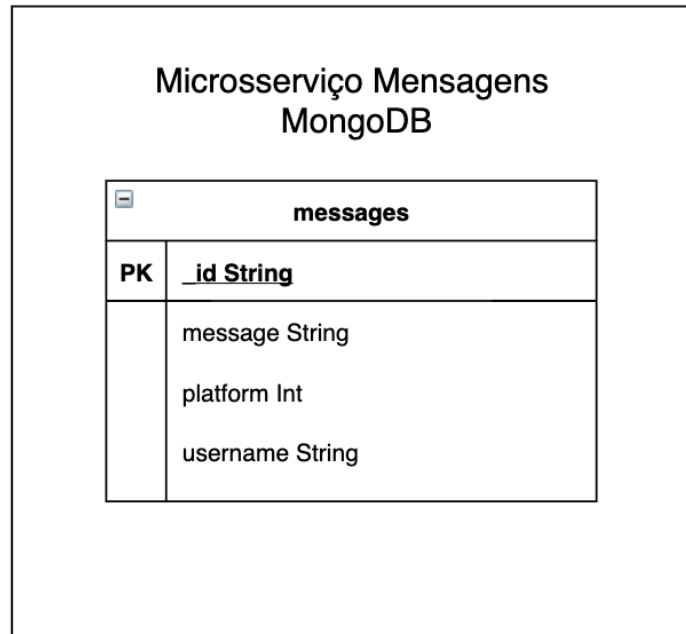 Microsserviço Mensagens
MongoDB
messages
PK _id String
message String
platform Int
username String